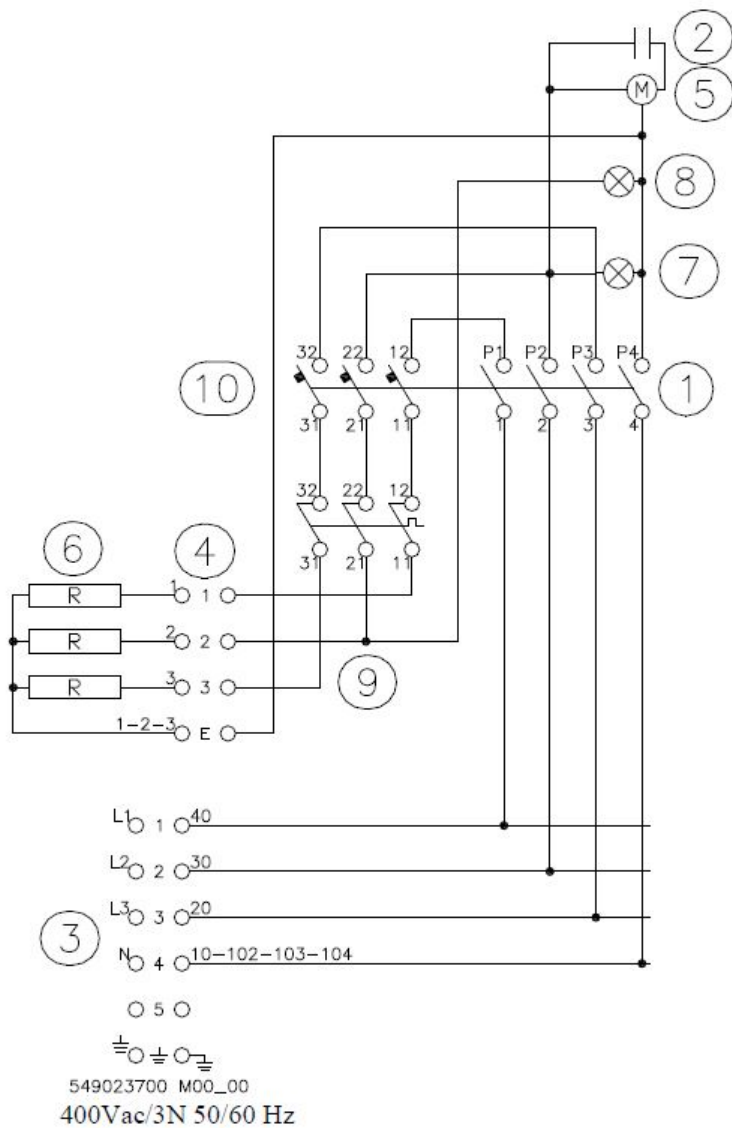 2
M 5
8
7
32 22 12 P1 P2 P3 P4
10 1
31 21 11 1 2 3 4
32 22 12
6 4
31 21 11
R 1 1
R 2 2
9
R 3 3
1-2-3 E
L1 1 40
L2 2 30
L3 3 20
3
N 4 10-102-103-104
5
549023700 M00_00
400Vac/3N 50/60 Hz